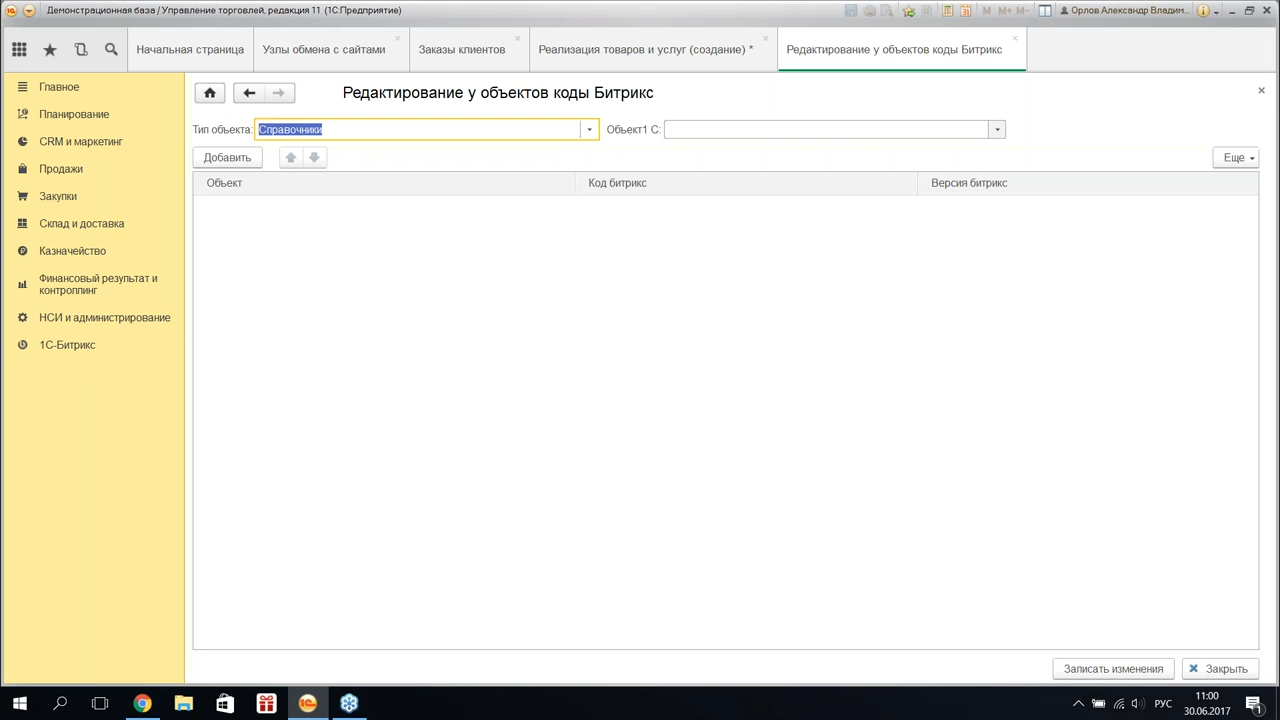 Демонстрационная база / Управление торговлей, редакция 11 (1С:Предприятие)
31
M M+ M-
Орлов Александр Владим...
Начальная страница
Узлы обмена с сайтами
Заказы клиентов
Реализация товаров и услуг (создание) *
Редактирование у объектов коды Битрикс
Главное
Планирование
CRM и маркетинг
Продажи
Закупки
Склад и доставка
Казначейство
Финансовый результат и
контроллинг
НСИ и администрирование
1С-Битрикс
Редактирование у объектов коды Битрикс
Тип объекта: Справочники
Объект1 С:
Добавить
Еще
Объект
Код битрикс
Версия битрикс
Записать изменения
Закрыть
1С
РУС
11:00
30.06.2017
1